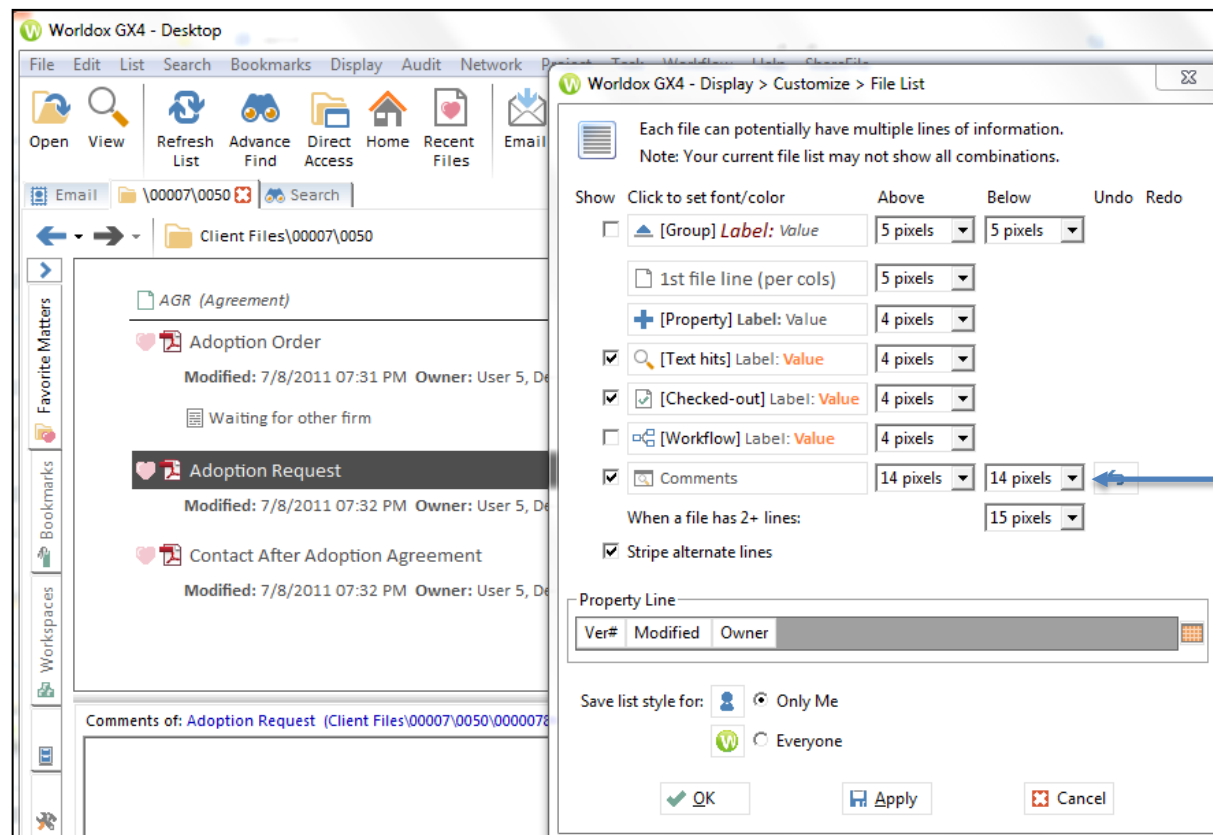 Worldox GX4 - Desktop
File Edit List Search Bookmarks Display Audit Network Project Task Workflow Help ShareFile
Open View Refresh List Advance Find Direct Access Home Recent Files Email
Email \00007\0050 Search
Client Files\00007\0050
Favorite Matters
Bookmarks
Workspaces
AGR (Agreement)
Adoption Order
Modified: 7/8/2011 07:31 PM Owner: User 5, De
Waiting for other firm
Adoption Request
Modified: 7/8/2011 07:32 PM Owner: User 5, De
Contact After Adoption Agreement
Modified: 7/8/2011 07:32 PM Owner: User 5, De
Comments of: Adoption Request (Client Files\00007\0050\0000078
Worldox GX4 - Display > Customize > File List
Each file can potentially have multiple lines of information.
Note: Your current file list may not show all combinations.
Show Click to set font/color Above Below Undo Redo
[Group] Label: Value 5 pixels 5 pixels
1st file line (per cols) 5 pixels
[Property] Label: Value 4 pixels
[Text hits] Label: Value 4 pixels
[Checked-out] Label: Value 4 pixels
[Workflow] Label: Value 4 pixels
Comments 14 pixels 14 pixels
When a file has 2+ lines: 15 pixels
Stripe alternate lines
Property Line
Ver# Modified Owner
Save list style for: Only Me
Everyone
OK Apply Cancel